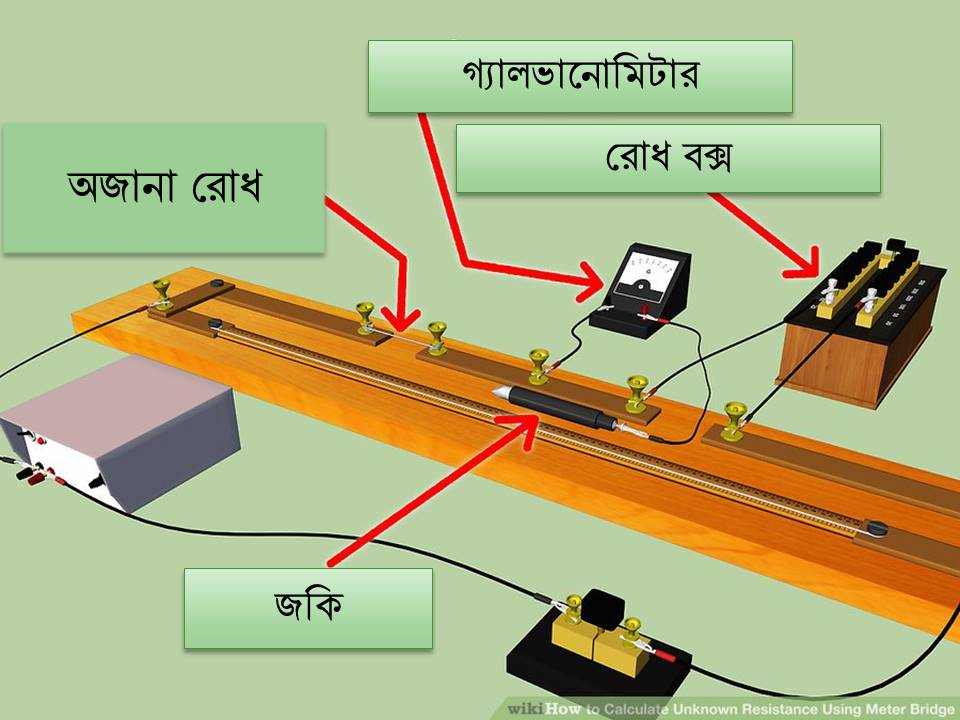 গ্যালভানোমিটার
রোধ বক্স
অজানা রোধ
জকি
wikiHow to Calculate Unknown Resistance Using Meter Bridge